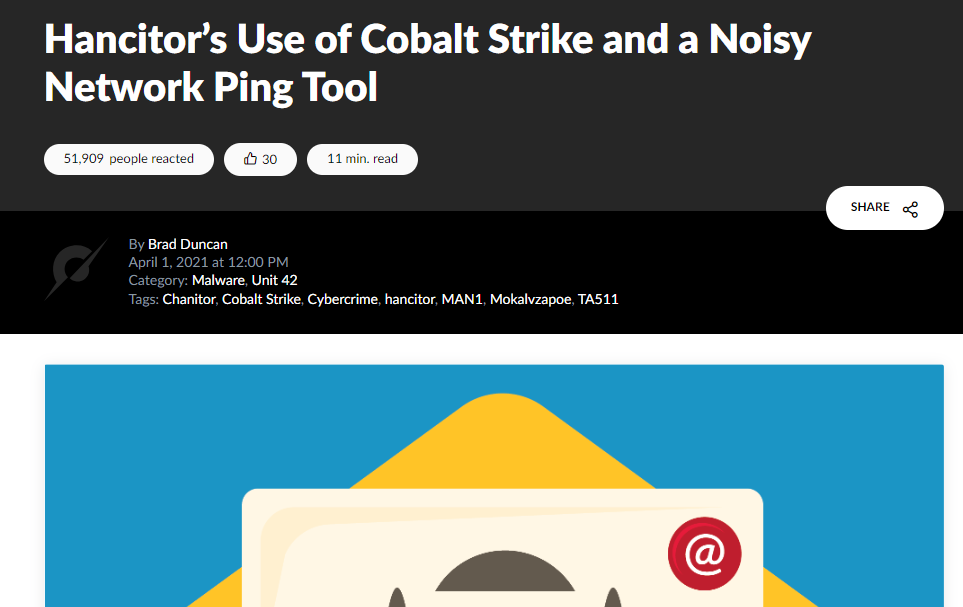 Hancitor’s Use of Cobalt Strike and a Noisy
Network Ping Tool
51,909 people reacted
30
11 min. read
SHARE
By Brad Duncan
April 1, 2021 at 12:00 PM
Category: Malware, Unit 42
Tags: Chanitor, Cobalt Strike, Cybercrime, hancitor, MAN1, Mokalvzapoe, TA511
@